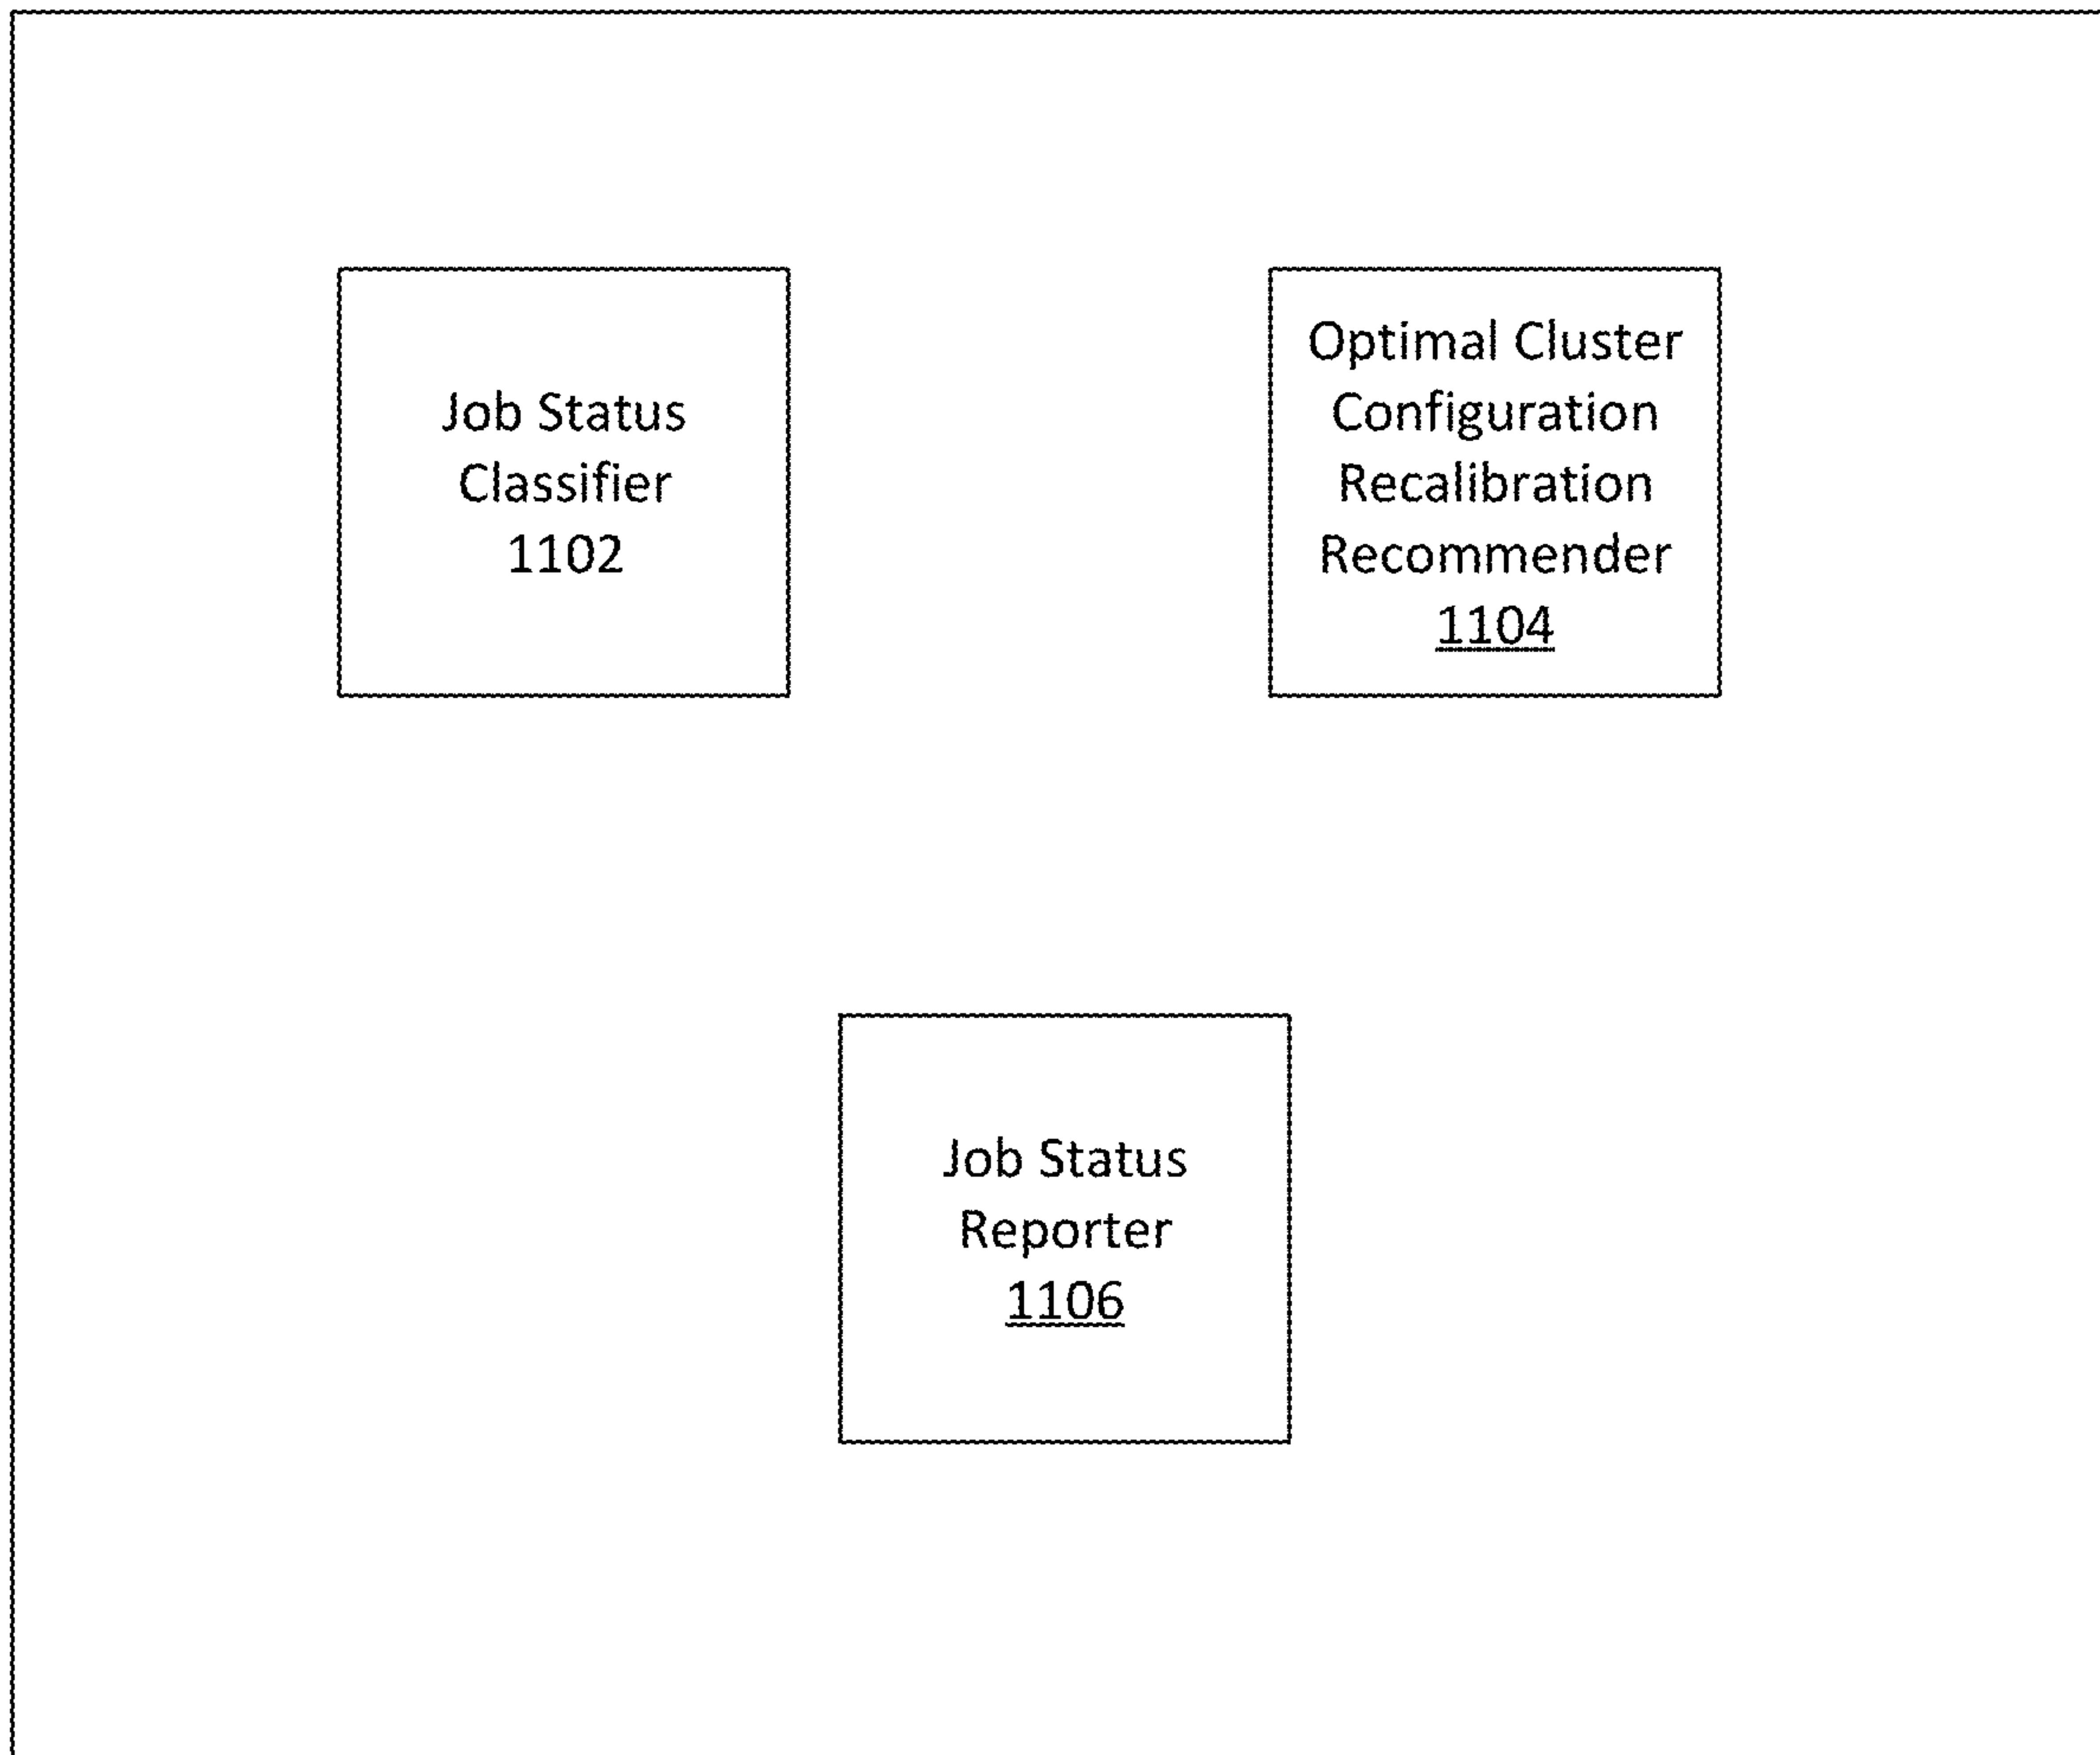 Job Status
Classifier
1102
Optimal Cluster
Configuration
Recalibration
Recommender
1104
Job Status
Reporter
1106